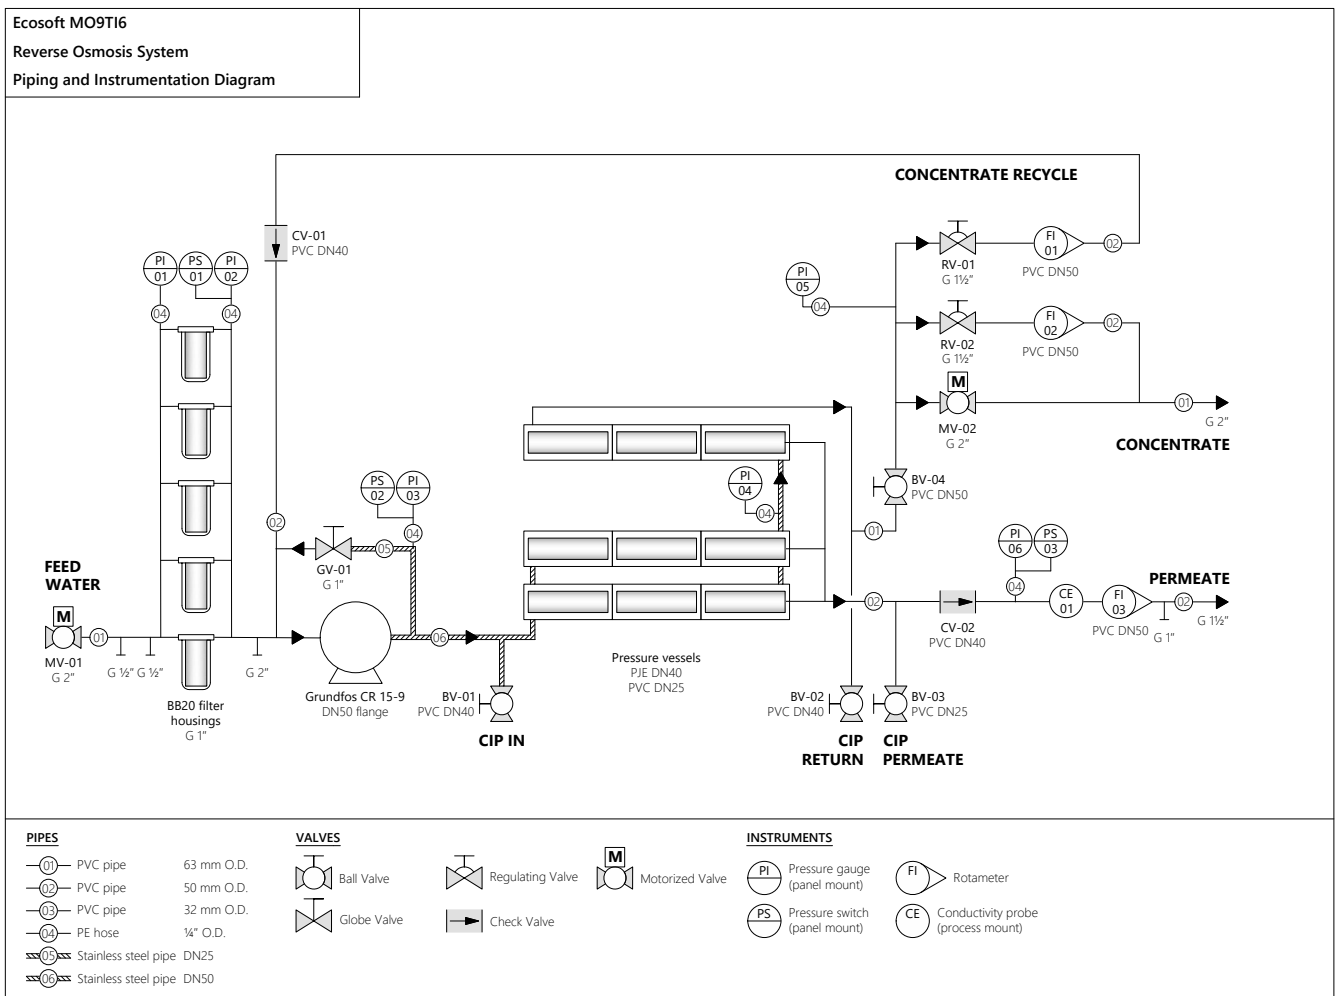 Ecosoft MO9TI6
Reverse Osmosis System
Piping and Instrumentation Diagram
CONCENTRATE RECYCLE
CV-01
PVC DN40
PI 01
PS 01
PI 02
04
04
PI 05
04
RV-01
G 1½"
FI 01
PVC DN50
02
RV-02
G 1½"
FI 02
PVC DN50
02
M
MV-02
G 2"
01
G 2"
CONCENTRATE
BV-04
PVC DN50
01
PS 02
PI 03
04
PI 04
04
02
05
GV-01
G 1"
FEED
WATER
M
MV-01
G 2"
01
G ½" G ½"
BB20 filter
housings
G 1"
G 2"
Grundfos CR 15-9
DN50 flange
06
BV-01
PVC DN40
CIP IN
Pressure vessels
PJE DN40
PVC DN25
02
BV-02
PVC DN40
CIP
RETURN
BV-03
PVC DN25
CIP
PERMEATE
CV-02
PVC DN40
PI 06
PS 03
04
CE 01
FI 03
PVC DN50
G 1"
02
G 1½"
PERMEATE
PIPES
01 PVC pipe 63 mm O.D.
02 PVC pipe 50 mm O.D.
03 PVC pipe 32 mm O.D.
04 PE hose ¼" O.D.
05 Stainless steel pipe DN25
06 Stainless steel pipe DN50
VALVES
Ball Valve
Regulating Valve
M
Motorized Valve
Globe Valve
Check Valve
INSTRUMENTS
PI
Pressure gauge
(panel mount)
FI
Rotameter
PS
Pressure switch
(panel mount)
CE
Conductivity probe
(process mount)